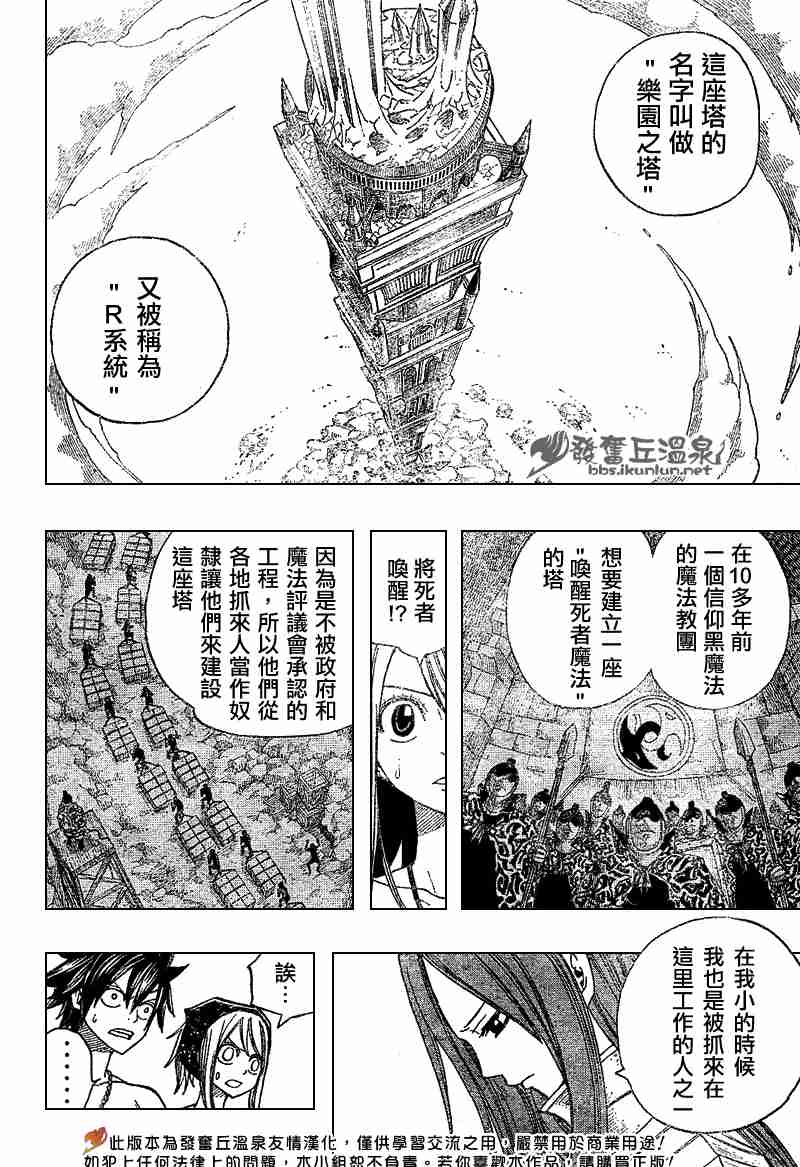 這座塔的
名字叫做
"樂園之塔"
又被稱為
"R系統"
發奮丘溫泉
bbs.ikunlun.net
在10多年前
一個信仰黑魔法
的魔法教團
想要建立一座
"喚醒死者魔法"
的塔
將死者
喚醒!?
因為是不被政府和
魔法評議會承認的
工程，所以他們從
各地抓來人當作奴
隸讓他們來建設
這座塔
在我小的時候
我也是被抓來在
這里工作的人之一
誒…
……
此版本為發奮丘溫泉友情漢化，僅供學習交流之用，嚴禁用於商業用途！
如犯上任何法律上的問題，本小組恕不負責。若你喜歡本作品，請購買正版！